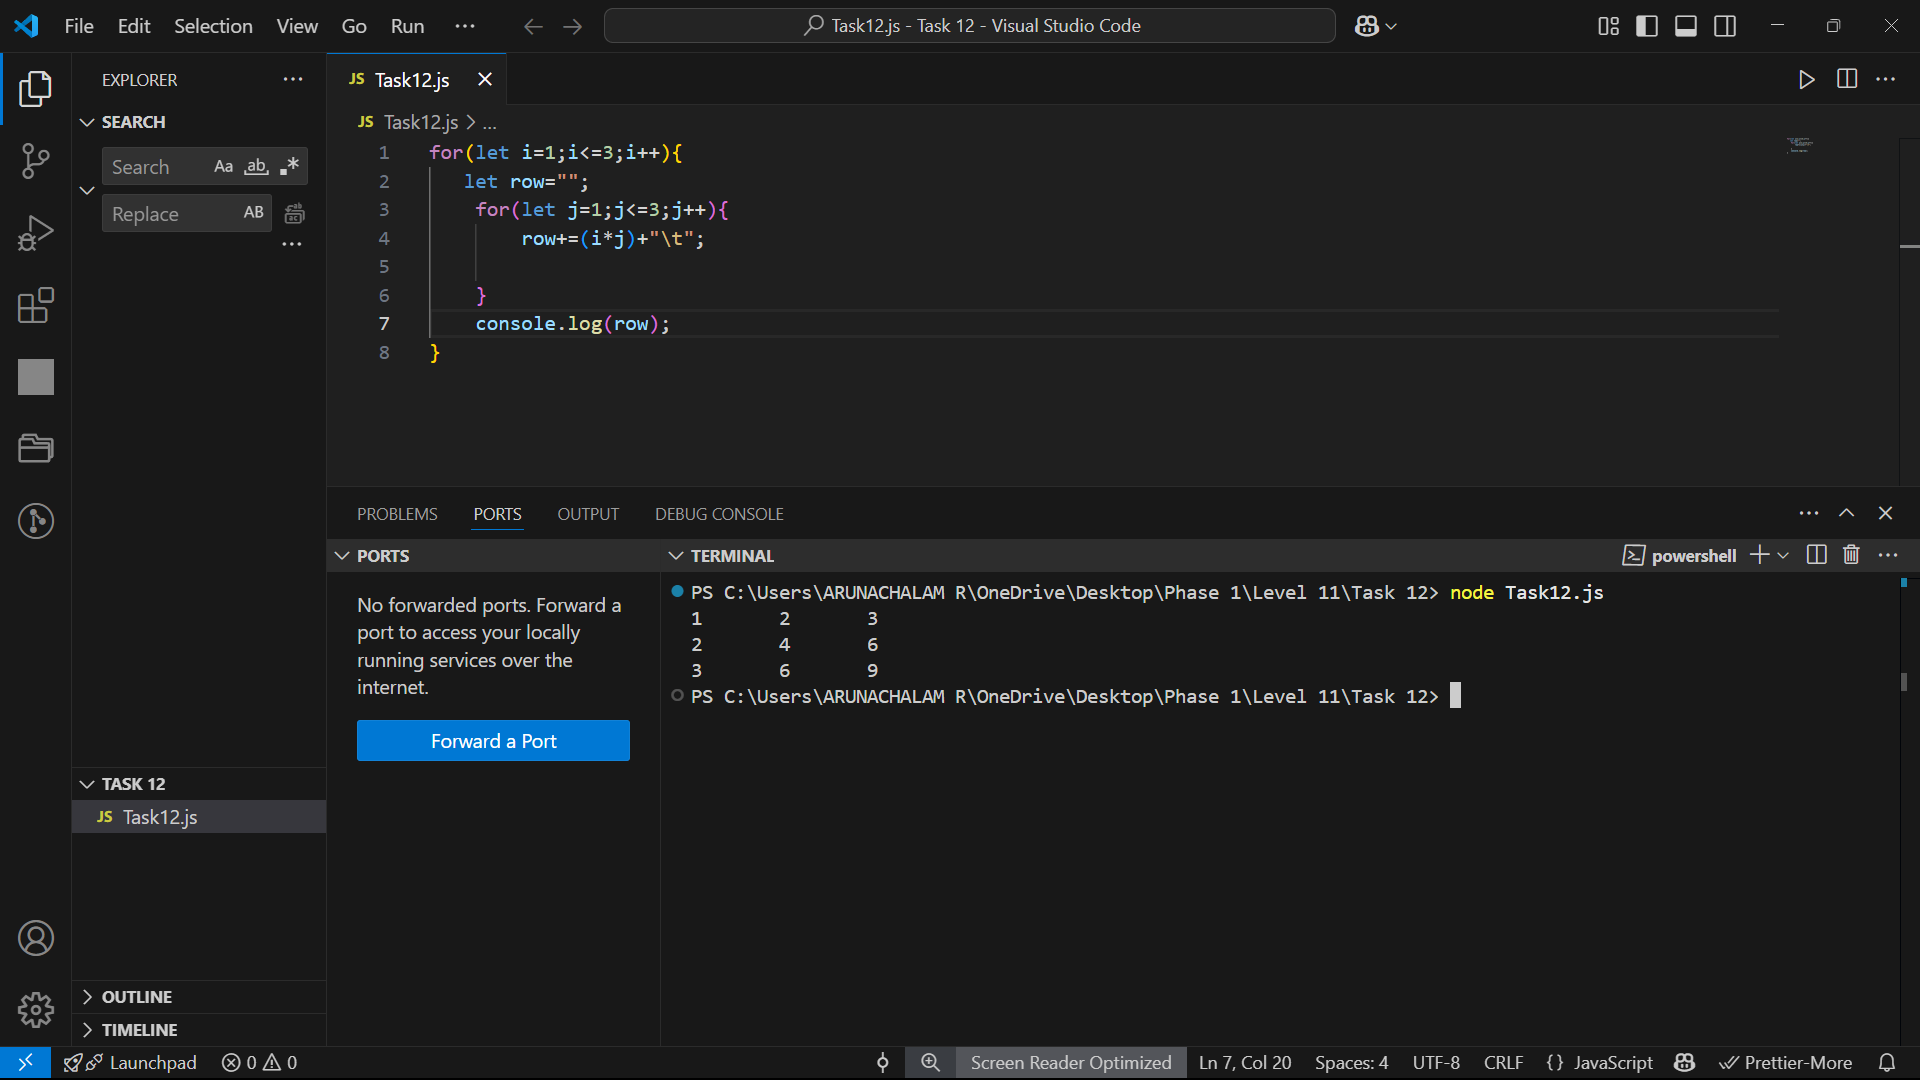 File Edit Selection View Go Run ···
Task12.js - Task 12 - Visual Studio Code
EXPLORER
SEARCH
Search Aa ab
Replace AB
TASK 12
JS Task12.js
OUTLINE
TIMELINE
JS Task12.js
JS Task12.js > ...
1 for(let i=1;i<=3;i++){
2 let row="";
3 for(let j=1;j<=3;j++){
4 row+=(i*j)+"\t";
5
6 }
7 console.log(row);
8 }
PROBLEMS PORTS OUTPUT DEBUG CONSOLE
PORTS
No forwarded ports. Forward a
port to access your locally
running services over the
internet.
Forward a Port
TERMINAL
powershell
PS C:\Users\ARUNACHALAM R\OneDrive\Desktop\Phase 1\Level 11\Task 12> node Task12.js
1 2 3
2 4 6
3 6 9
PS C:\Users\ARUNACHALAM R\OneDrive\Desktop\Phase 1\Level 11\Task 12>
Launchpad 0 0
Screen Reader Optimized Ln 7, Col 20 Spaces: 4 UTF-8 CRLF {} JavaScript Prettier-More